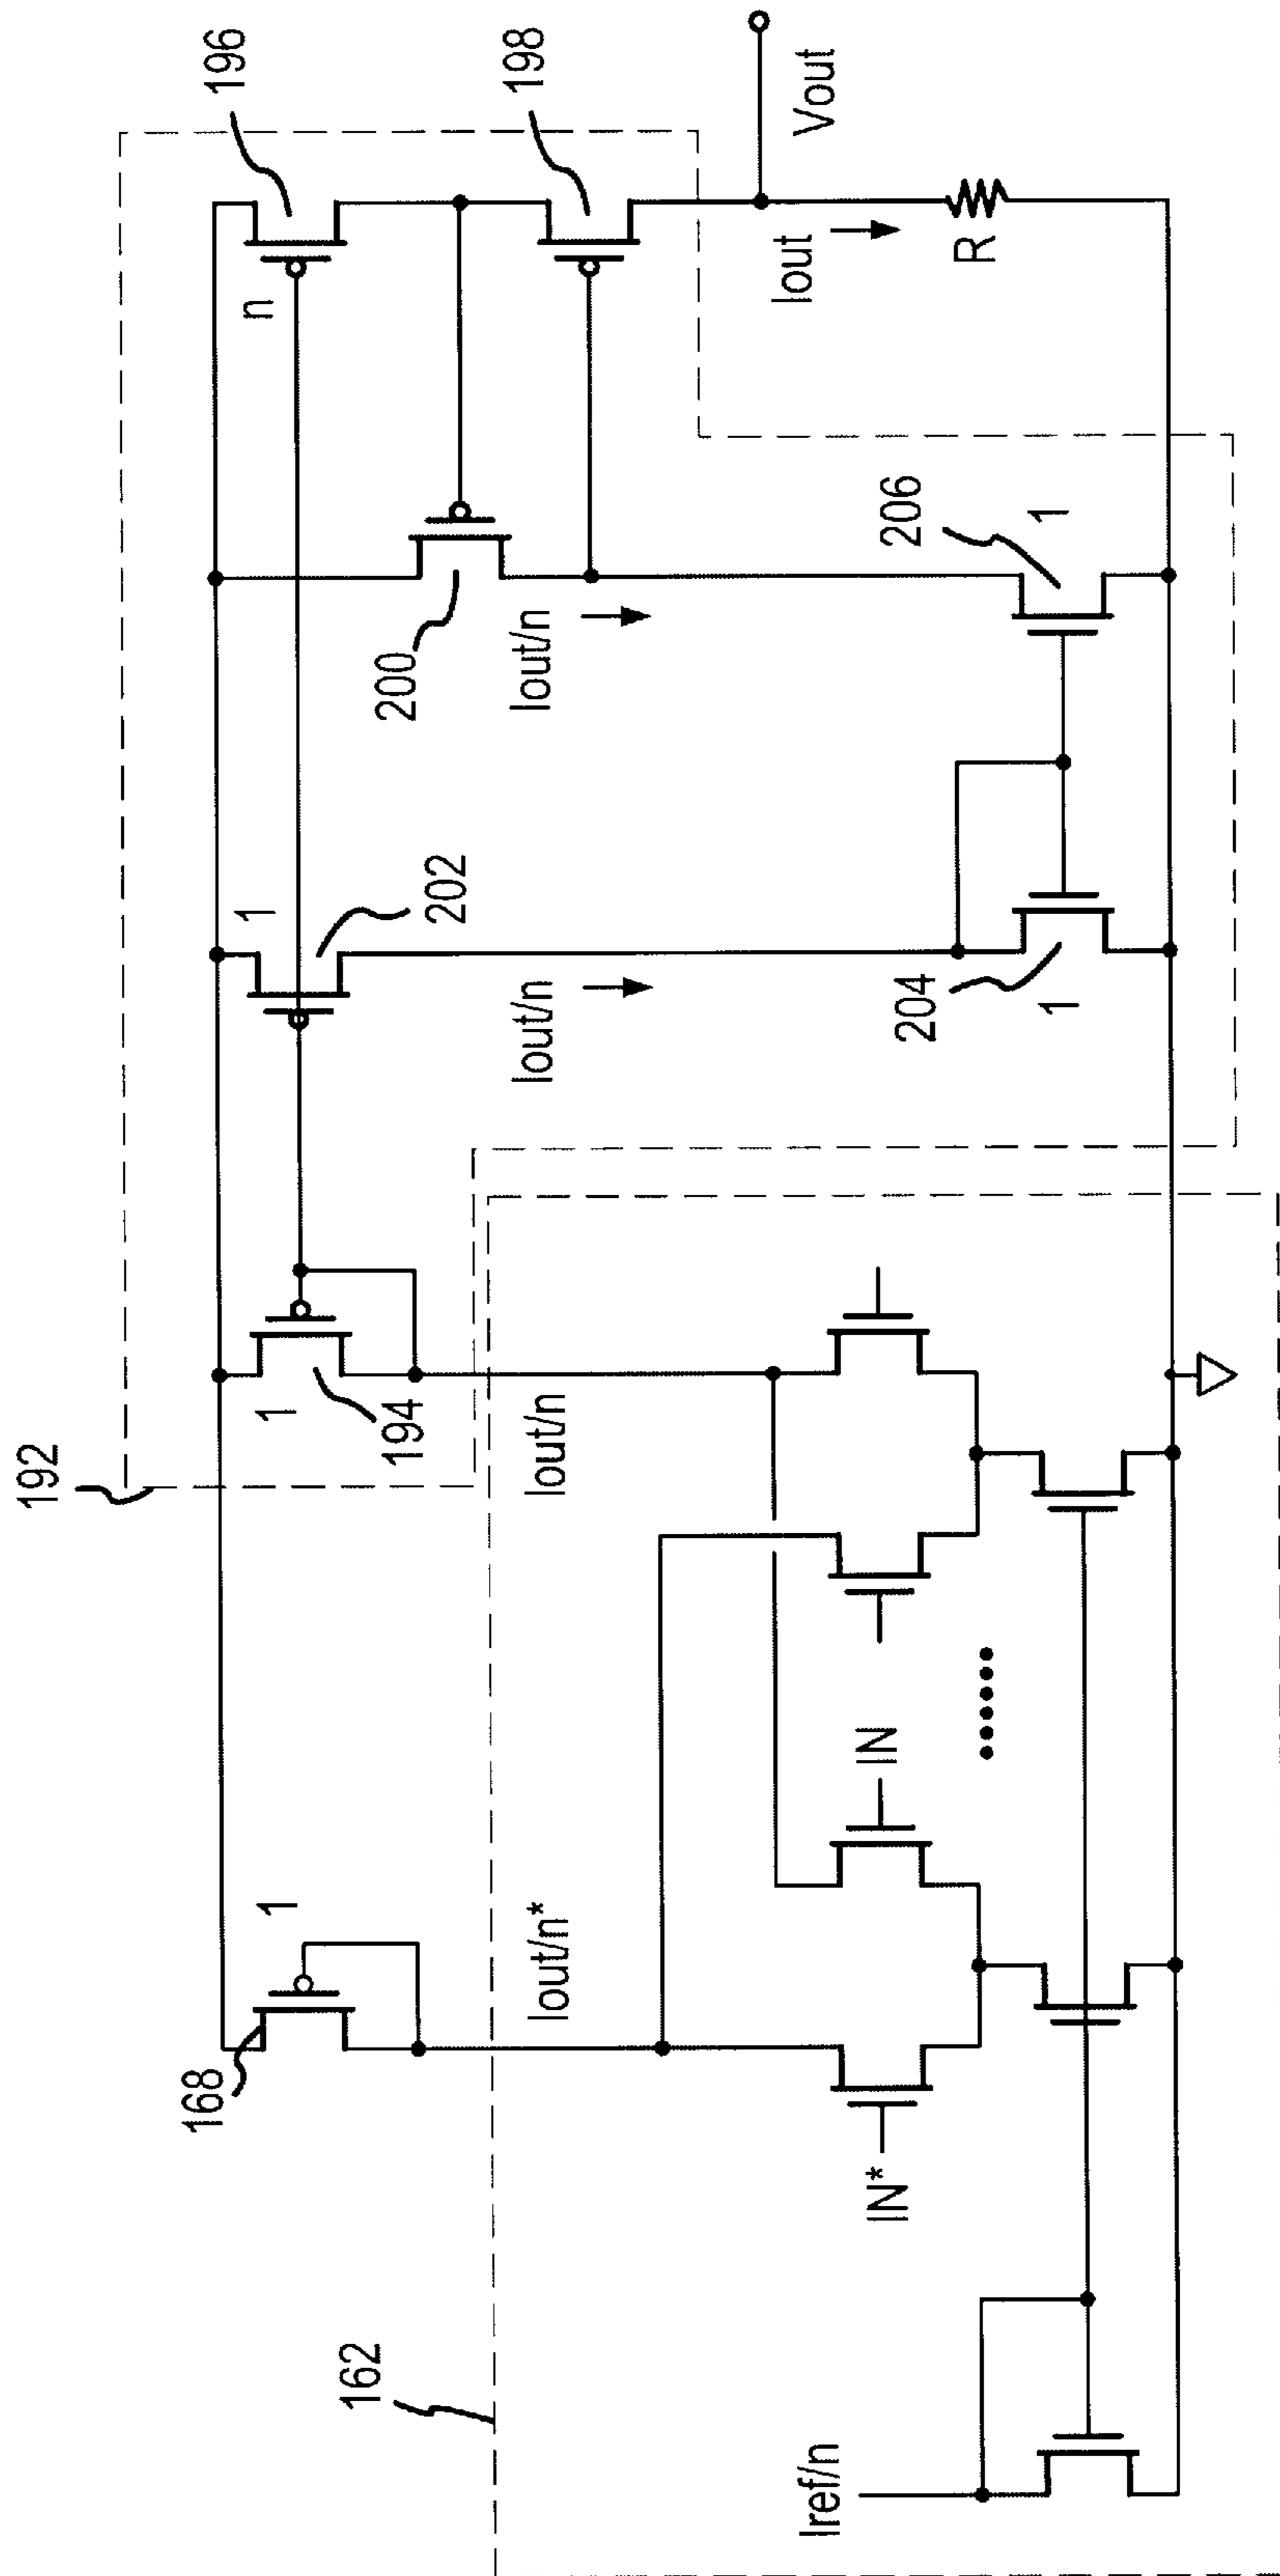 192
196
n
198
Vout
Iout
R
200
Iout/n
206
1
1
202
Iout/n
204
1
1
194
Iout/n
168
1
Iout/n*
162
IN*
IN
IN
Iref/n